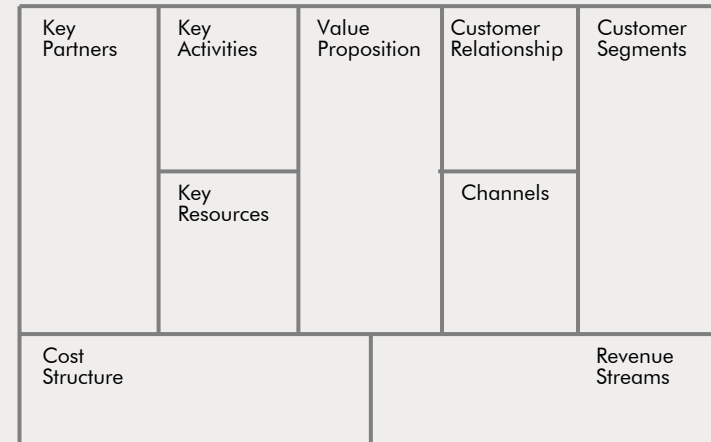 Key
Partners
Key
Activities
Value
Proposition
Customer
Relationship
Customer
Segments
Key
Resources
Channels
Cost
Structure
Revenue
Streams